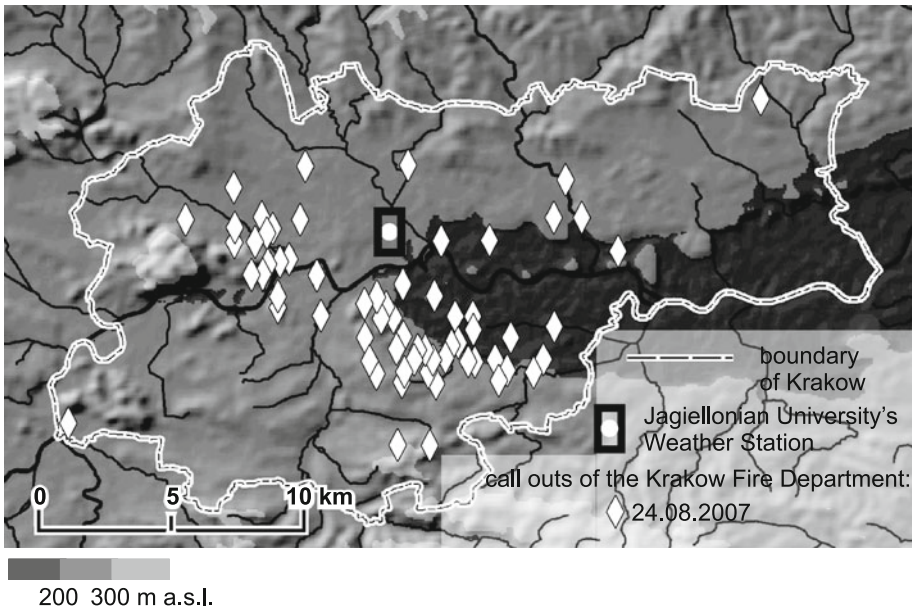 boundary
of Krakow
Jagiellonian University's
Weather Station
call outs of the Krakow Fire Department:
24.08.2007
0 5 10 km
200 300 m a.s.l.